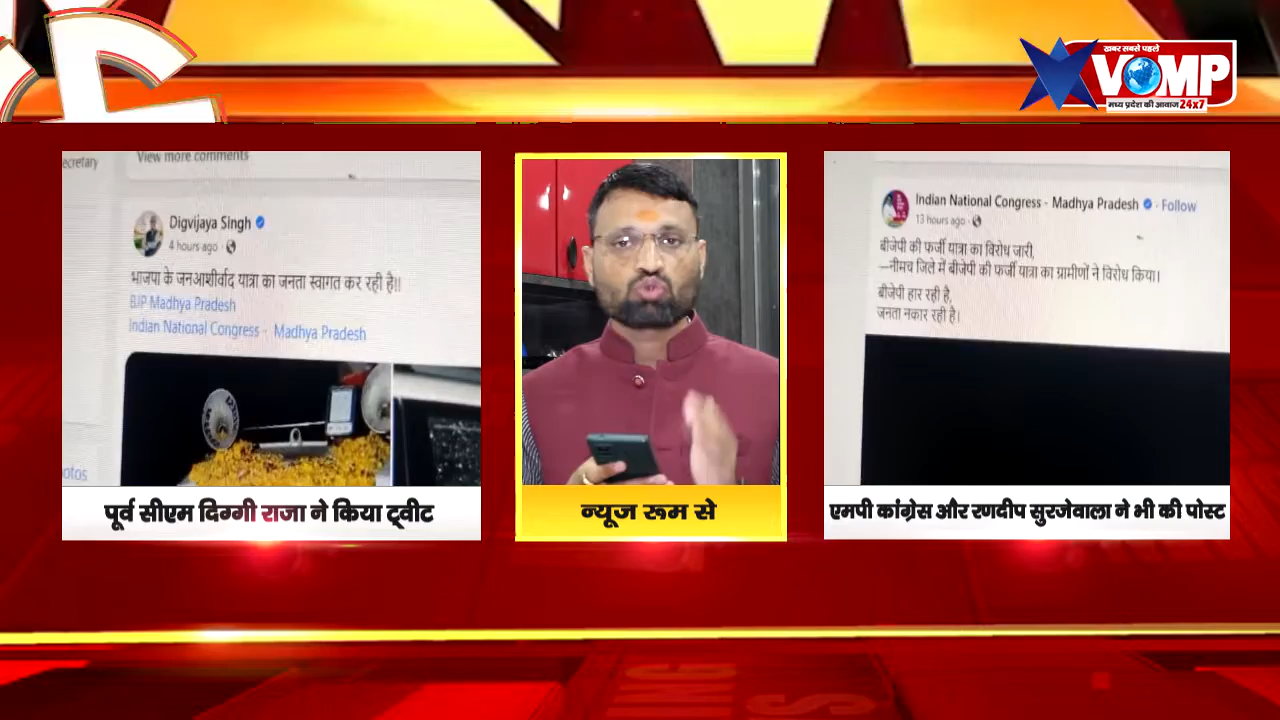 खबर सबसे पहले
VOMP
मध्य प्रदेश की आवाज 24x7
ecretary
View more comments
Digvijaya Singh
4 hours ago
भाजपा के जनआशीर्वाद यात्रा का जनता स्वागत कर रही है!!
BJP Madhya Pradesh
Indian National Congress - Madhya Pradesh
otos
पूर्व सीएम दिग्गी राजा ने किया ट्वीट
न्यूज रूम से
Indian National Congress - Madhya Pradesh · Follow
13 hours ago
बीजेपी की फर्जी यात्रा का विरोध जारी,
—नीमच जिले में बीजेपी की फर्जी यात्रा का ग्रामीणों ने विरोध किया।
बीजेपी हार रही है,
जनता नकार रही है।
एमपी कांग्रेस और रणदीप सुरजेवाला ने भी की पोस्ट